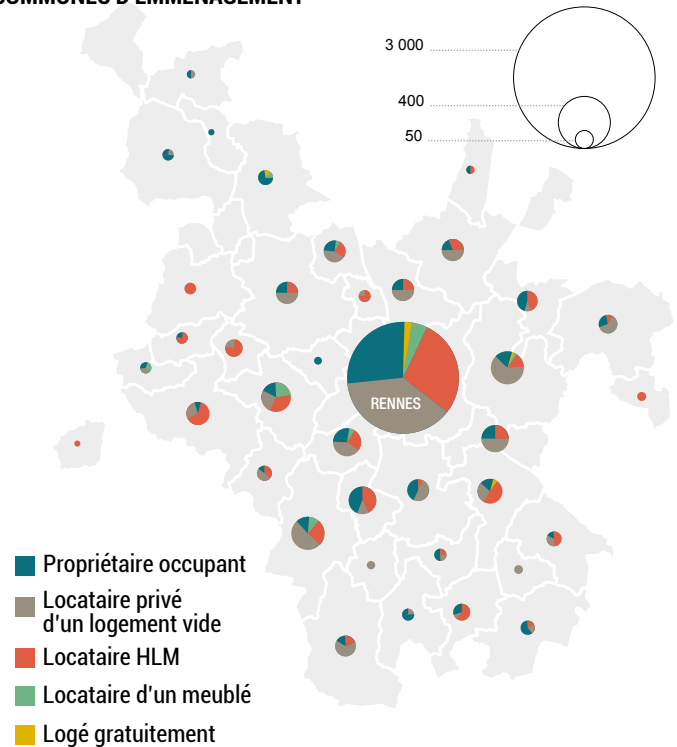 COMMUNES D'EMMÉNAGEMENT
3 000
400
50
RENNES
Propriétaire occupant
Locataire privé
d'un logement vide
Locataire HLM
Locataire d'un meublé
Logé gratuitement